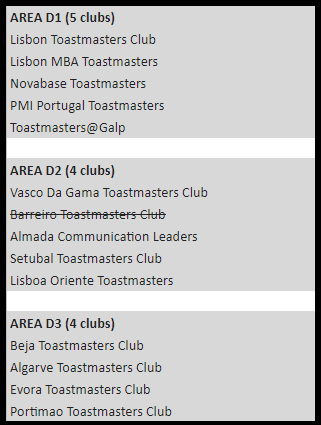 AREA D1 (5 clubs)
Lisbon Toastmasters Club
Lisbon MBA Toastmasters
Novabase Toastmasters
PMI Portugal Toastmasters
Toastmasters@Galp
AREA D2 (4 clubs)
Vasco Da Gama Toastmasters Club
Barreiro Toastmasters Club
Almada Communication Leaders
Setubal Toastmasters Club
Lisboa Oriente Toastmasters
AREA D3 (4 clubs)
Beja Toastmasters Club
Algarve Toastmasters Club
Evora Toastmasters Club
Portimao Toastmasters Club